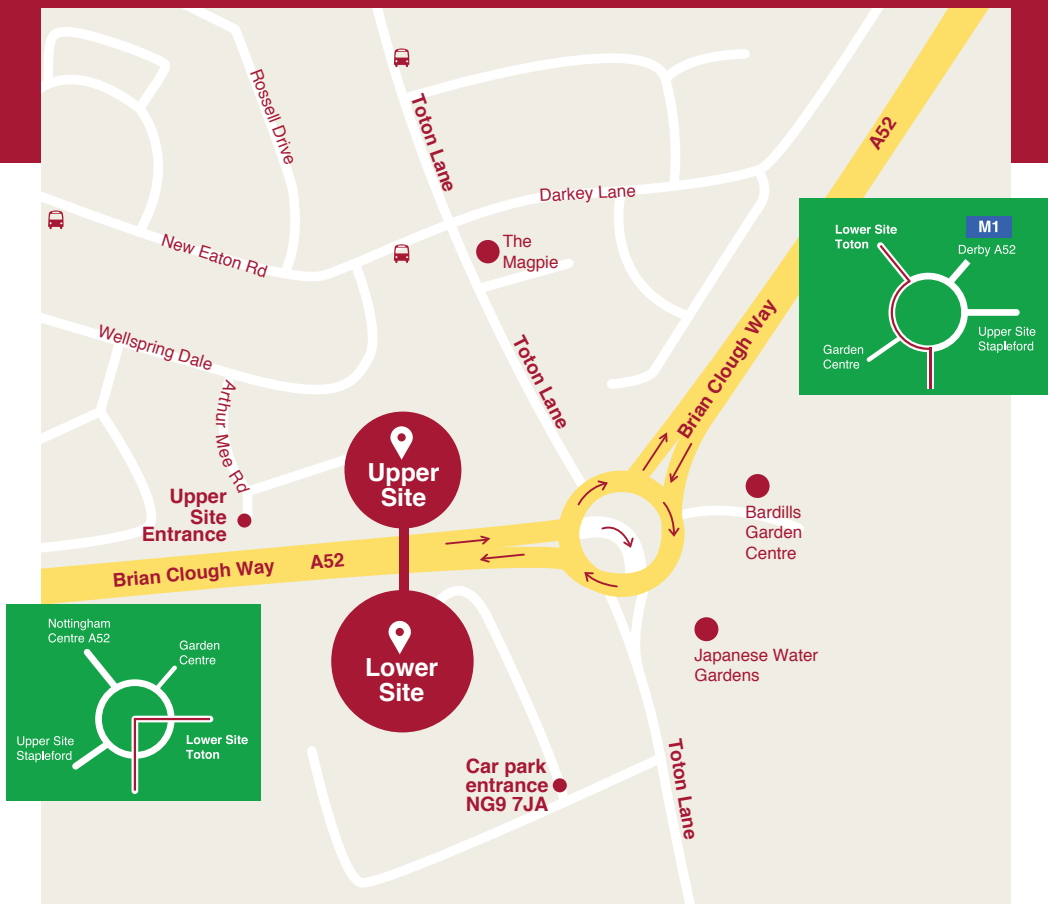 Rossell Drive
Toton Lane
A52
Darkey Lane
New Eaton Rd
The
Magpie
Lower Site
Toton
M1
Derby A52
Upper Site
Stapleford
Garden
Centre
Wellspring Dale
Toton Lane
Brian Clough Way
Arthur Mee Rd
Upper
Site
Upper
Site
Entrance
Bardills
Garden
Centre
Brian Clough Way A52
Nottingham
Centre A52
Garden
Centre
Upper Site
Stapleford
Lower Site
Toton
Lower
Site
Japanese Water
Gardens
Car park
entrance
NG9 7JA
Toton Lane